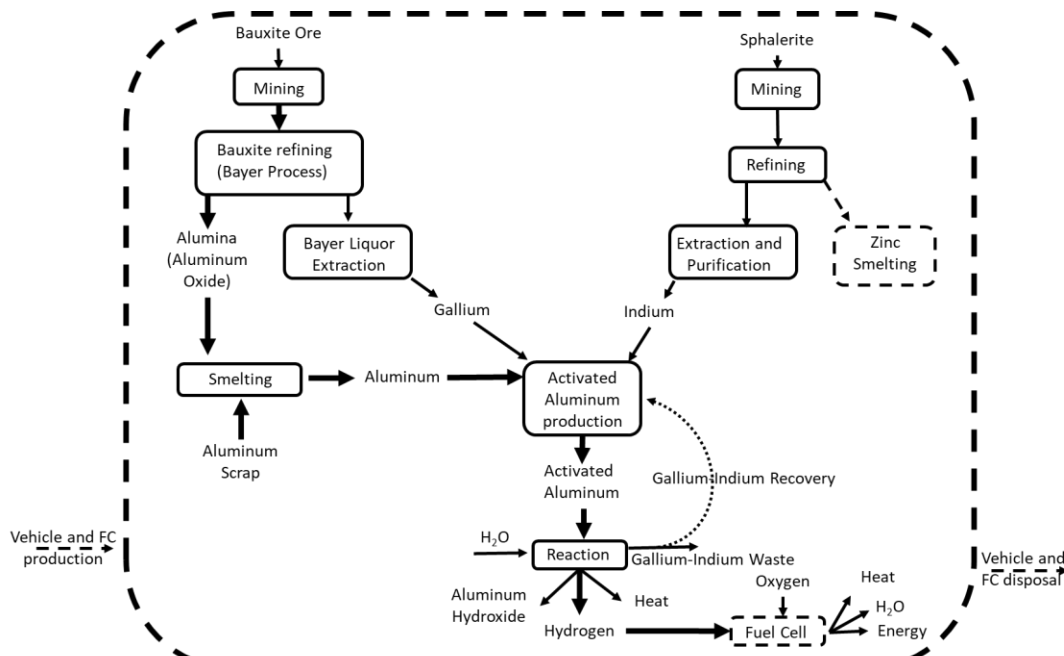 Bauxite Ore
Sphalerite
Mining
Mining
Bauxite refining
(Bayer Process)
Refining
Alumina
(Aluminum
Oxide)
Bayer Liquor
Extraction
Extraction and
Purification
Zinc
Smelting
Gallium
Indium
Smelting
Aluminum
Activated
Aluminum
production
Aluminum
Scrap
Activated
Aluminum
Gallium-Indium Recovery
Vehicle and FC
production
H₂O
Reaction
Gallium-Indium Waste
Vehicle and
FC disposal
Aluminum
Hydroxide
Heat
Hydrogen
Oxygen
Fuel Cell
Heat
H₂O
Energy